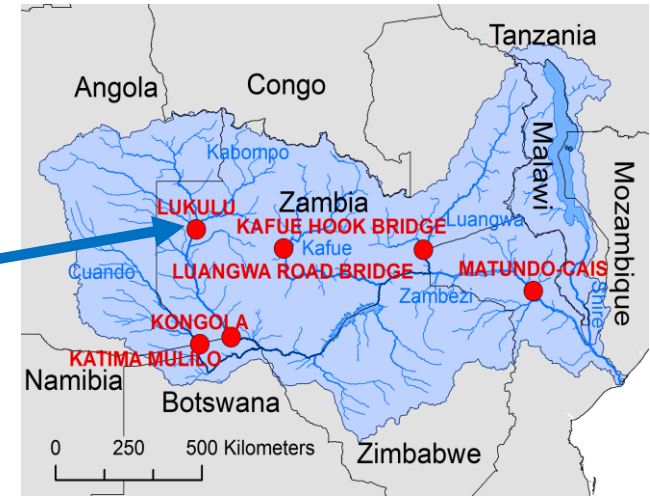 Tanzania
Angola
Congo
Malawi
Mozambique
Kabompo
LUKULU
Zambia
Luangwa
KAFUE HOOK BRIDGE
Kafue
LUANGWA ROAD BRIDGE
MATUNDO-CAIS
Cuando
Zambezi
Shire
KONGOLA
KATIMA MULILO
Namibia
Botswana
Zimbabwe
0 250 500 Kilometers